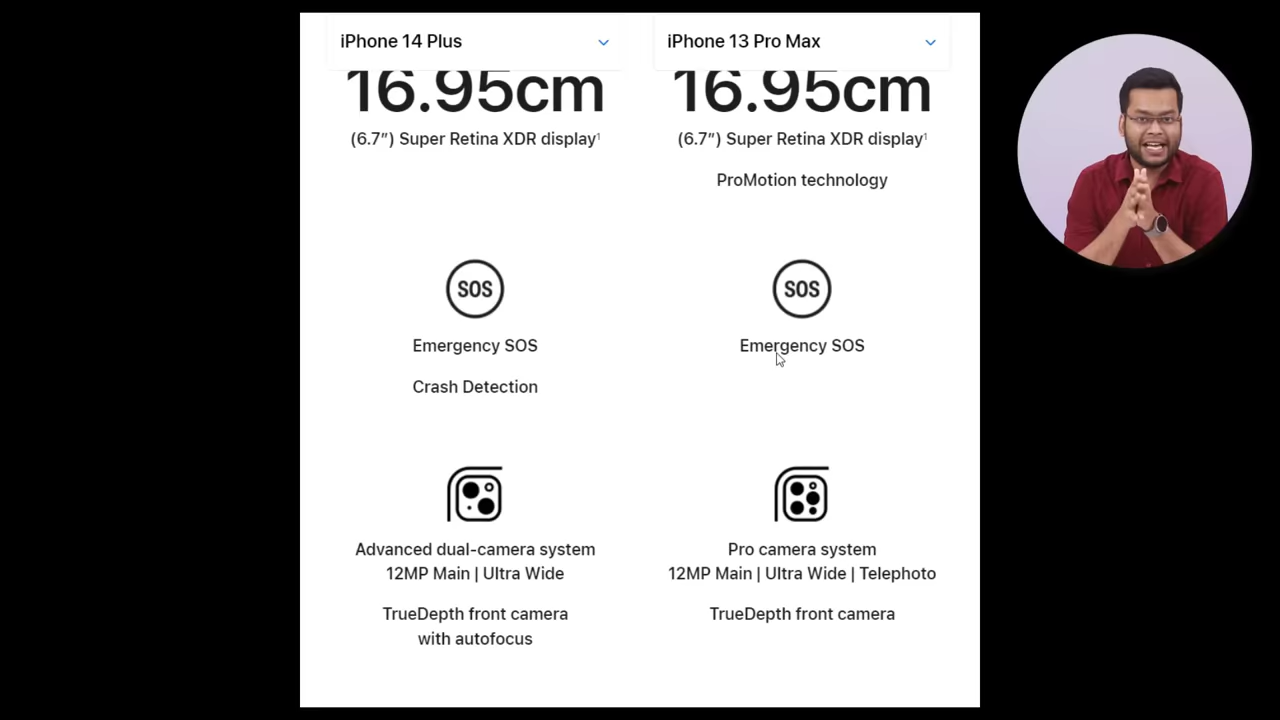 iPhone 14 Plus
iPhone 13 Pro Max
16.95cm
16.95cm
(6.7″) Super Retina XDR display¹
(6.7″) Super Retina XDR display¹
ProMotion technology
SOS
SOS
Emergency SOS
Emergency SOS
Crash Detection
Advanced dual-camera system
12MP Main | Ultra Wide
Pro camera system
12MP Main | Ultra Wide | Telephoto
TrueDepth front camera
with autofocus
TrueDepth front camera